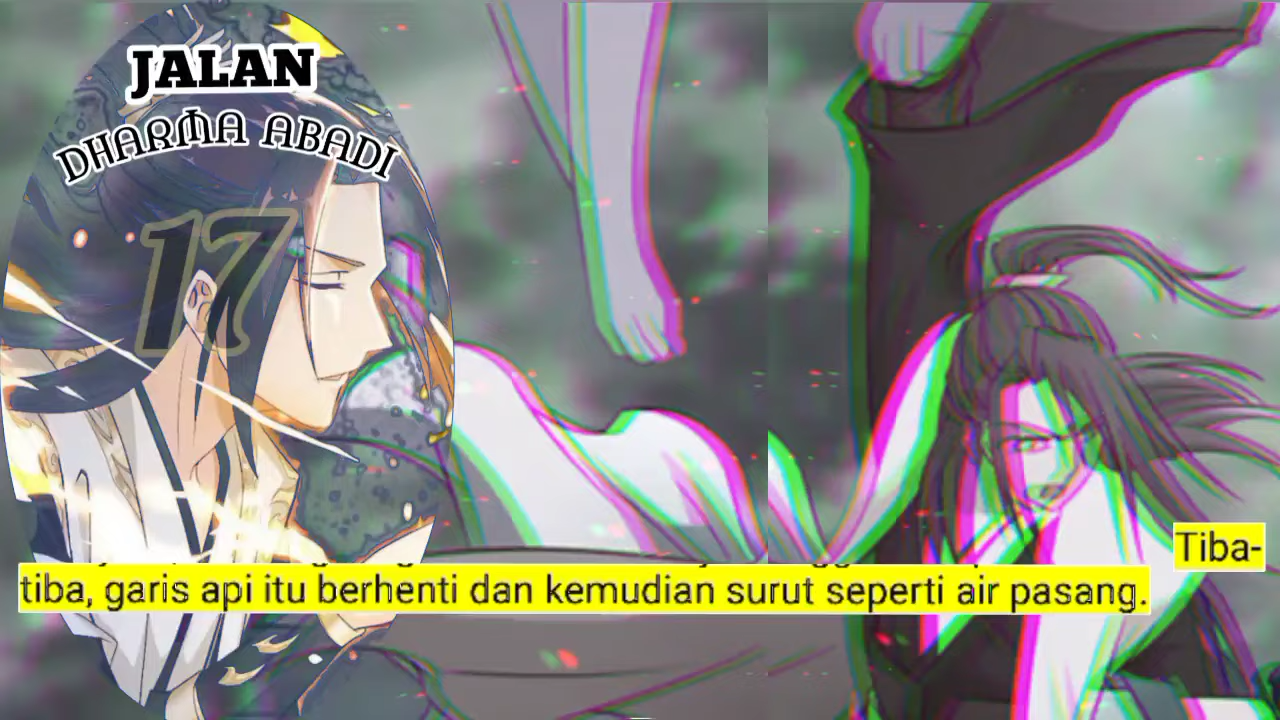 JALAN
DHARMA ABADI
17
Tiba-
tiba, garis api itu berhenti dan kemudian surut seperti air pasang.